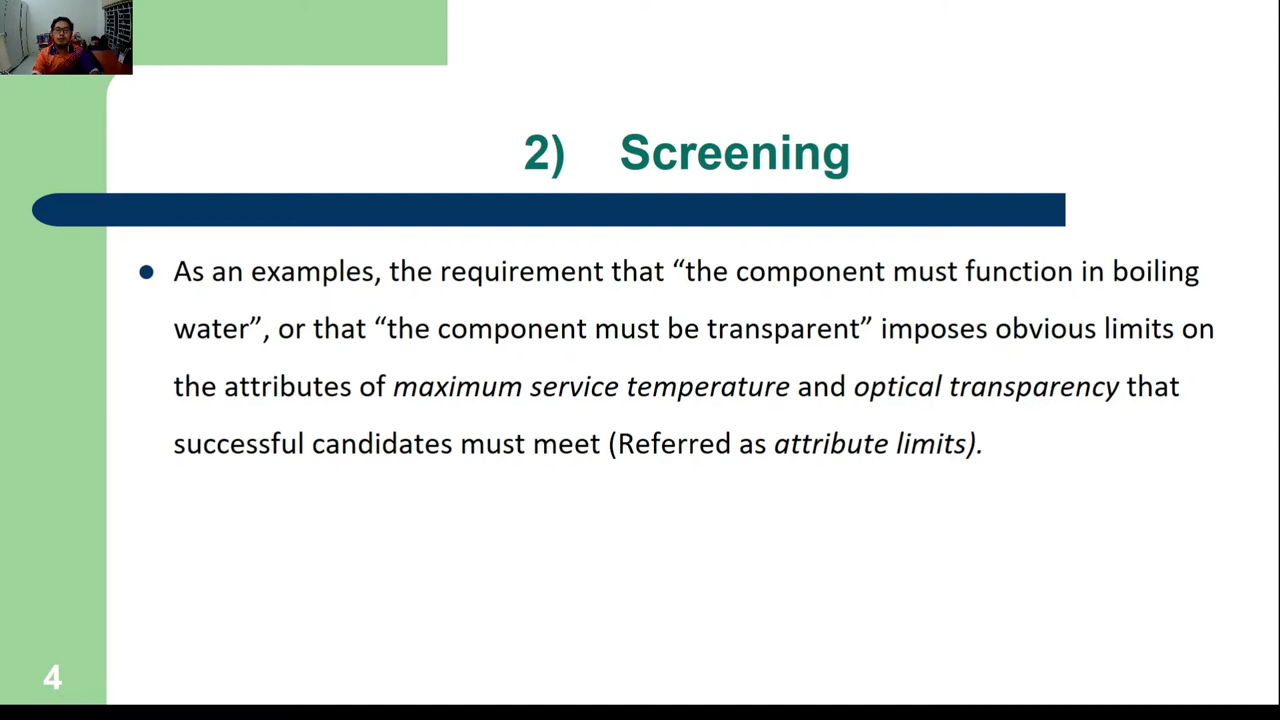 2) Screening
● As an examples, the requirement that “the component must function in boiling
water”, or that “the component must be transparent” imposes obvious limits on
the attributes of maximum service temperature and optical transparency that
successful candidates must meet (Referred as attribute limits).
4